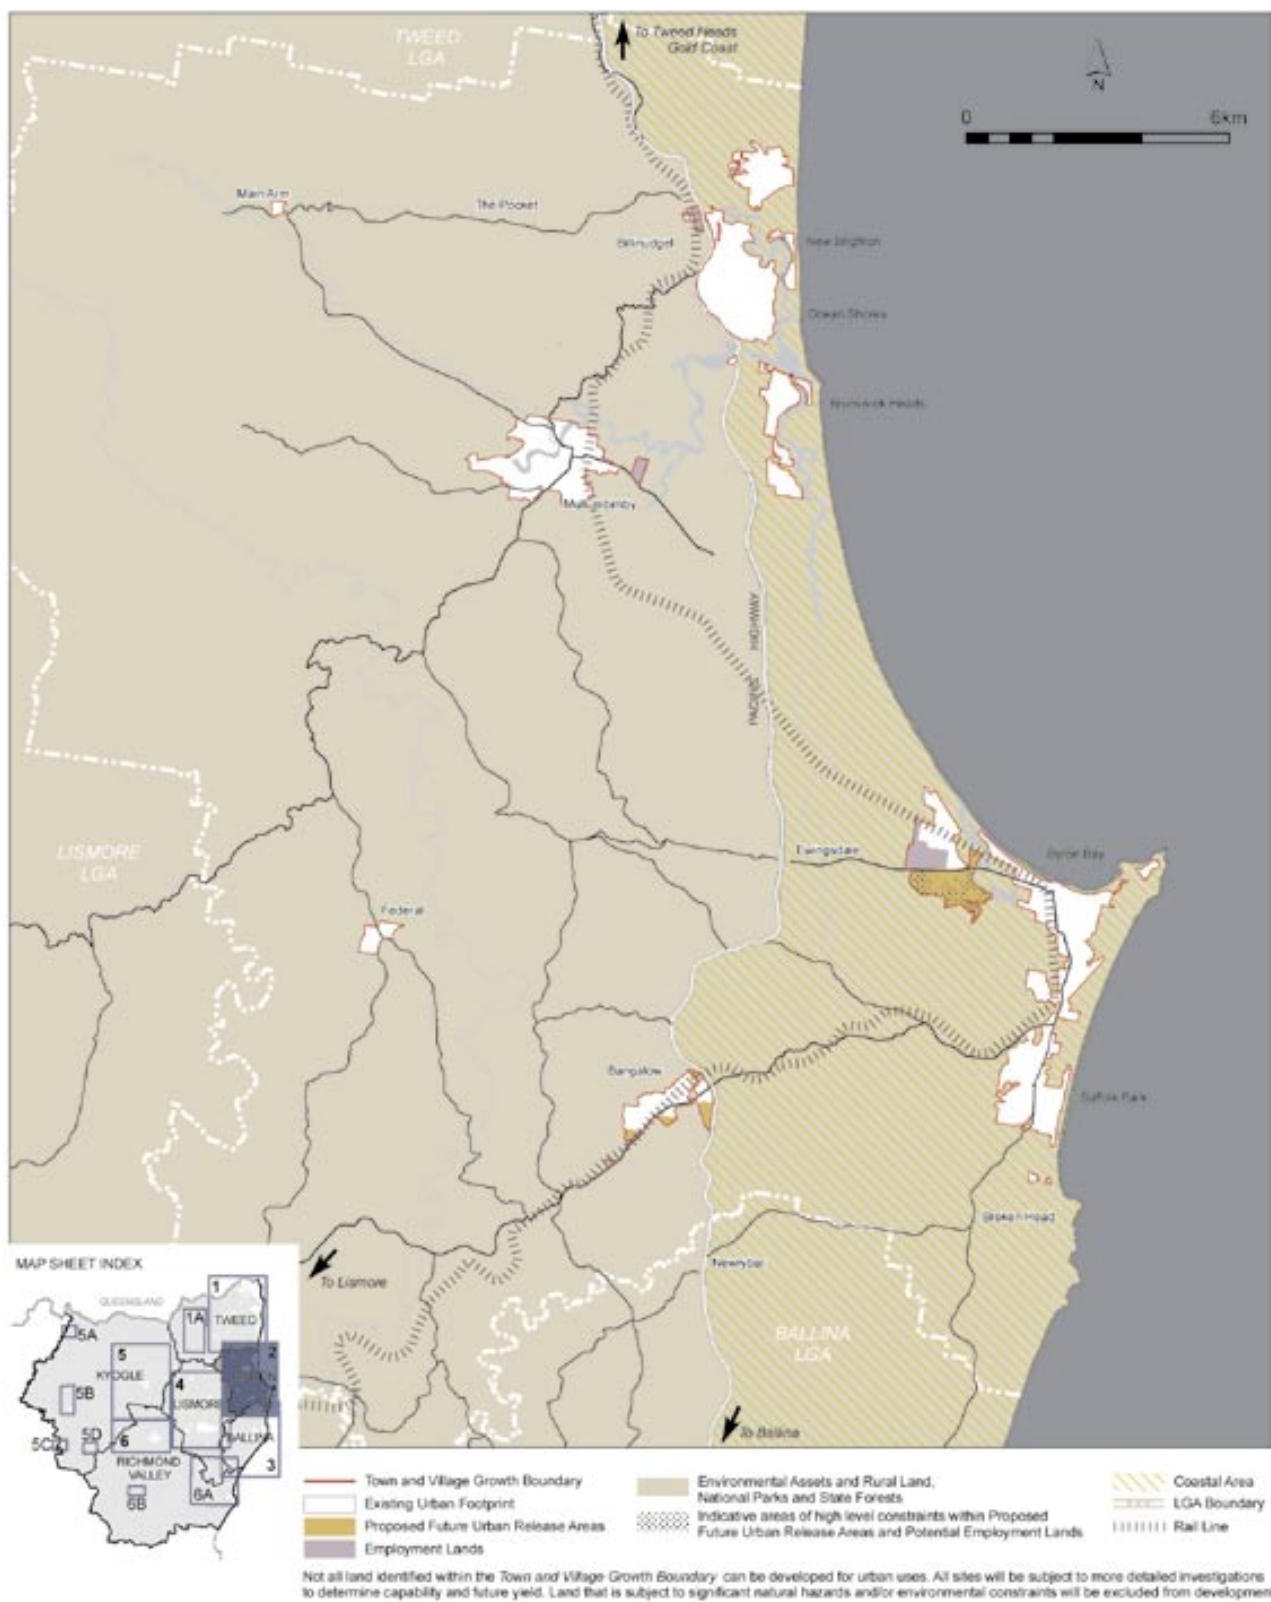 TWEED
LGA
To Tweed Heads
Gold Coast
N
0 6km
Main Arm
The Pocket
Billinudgel
New Brighton
Ocean Shores
Brunswick Heads
Mullumbimby
PACIFIC HIGHWAY
LISMORE
LGA
Ewingsdale
Byron Bay
Federal
Bangalow
Suffolk Park
Broken Head
Newrybar
To Lismore
BALLINA
LGA
To Ballina
MAP SHEET INDEX
QUEENSLAND
1
1A
TWEED
5A
5
2
KYOGLE
4
5B
LISMORE
BALLINA
5C
5D
6
3
RICHMOND
VALLEY
6A
6B
Town and Village Growth Boundary
Existing Urban Footprint
Proposed Future Urban Release Areas
Employment Lands
Environmental Assets and Rural Land,
National Parks and State Forests
Indicative areas of high level constraints within Proposed
Future Urban Release Areas and Potential Employment Lands
Coastal Area
LGA Boundary
Rail Line
Not all land identified within the Town and Village Growth Boundary can be developed for urban uses. All sites will be subject to more detailed investigations
to determine capability and future yield. Land that is subject to significant natural hazards and/or environmental constraints will be excluded from developmen